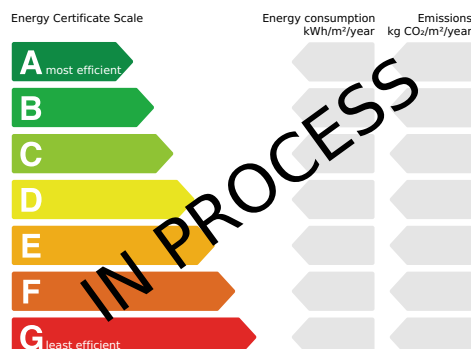 Energy Certificate Scale
Energy consumption
kWh/m²/year
Emissions
kg CO₂/m²/year
A most efficient
B
C
D
E
F
G least efficient
IN PROCESS